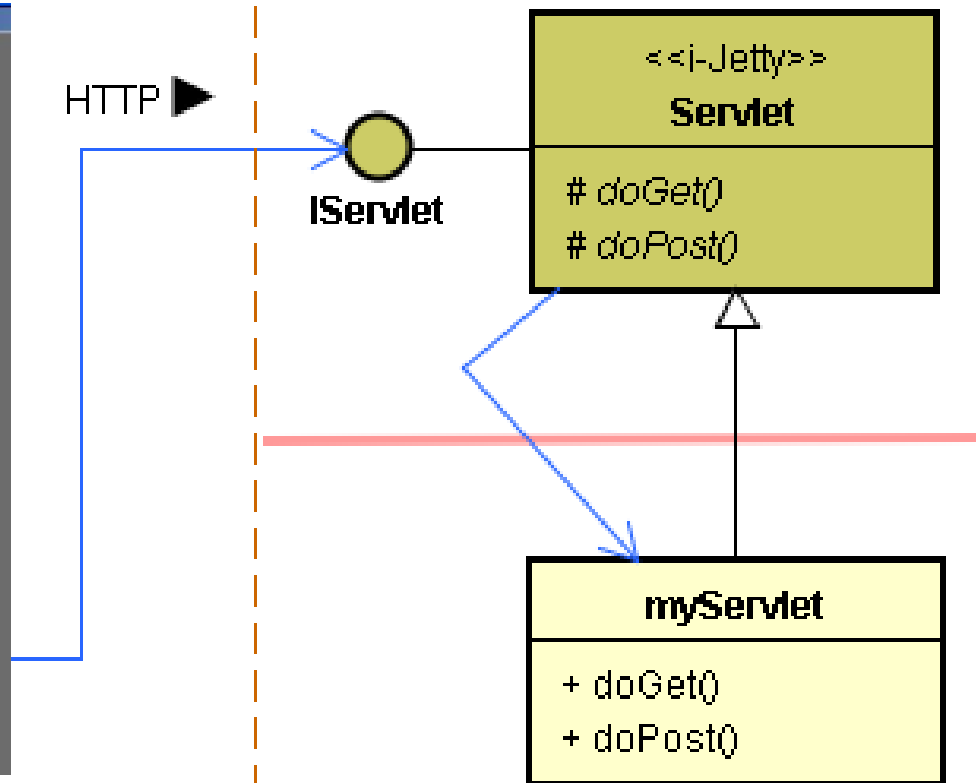 HTTP
<<i-Jetty>>
Servlet
# doGet()
# doPost()
IServlet
myServlet
+ doGet()
+ doPost()